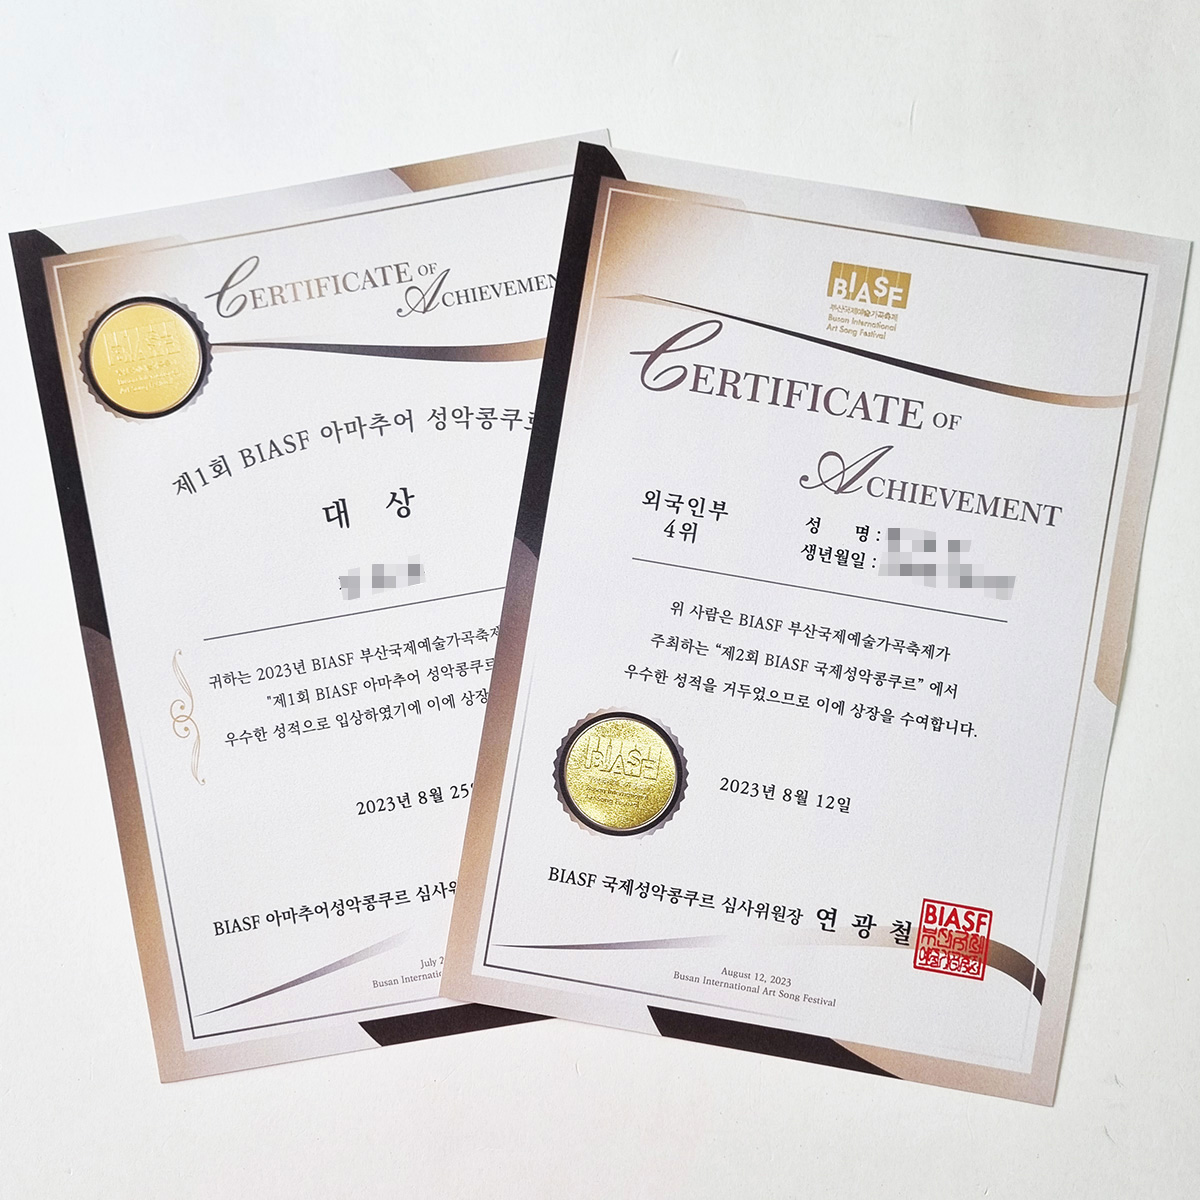 CERTIFICATE OF
ACHIEVEMEN
제1회 BIASF 아마추어 성악콩쿠르
대 상
귀하는 2023년 BIASF 부산국제예술가곡축제
"제1회 BIASF 아마추어 성악콩쿠르
우수한 성적으로 입상하였기에 이에 상장
2023년 8월 25
BIASF 아마추어성악콩쿠르 심사위
July 2
Busan Internatio
BIASF
부산국제예술가곡축제
Busan International
Art Song Festival
CERTIFICATE OF
ACHIEVEMENT
외국인부
4위
성 명 :
생년월일 :
위 사람은 BIASF 부산국제예술가곡축제가
주최하는 “제2회 BIASF 국제성악콩쿠르” 에서
우수한 성적을 거두었으므로 이에 상장을 수여합니다.
BIASF
2023년 8월 12일
BIASF 국제성악콩쿠르 심사위원장 연 광 철
BIASF
August 12, 2023
Busan International Art Song Festival